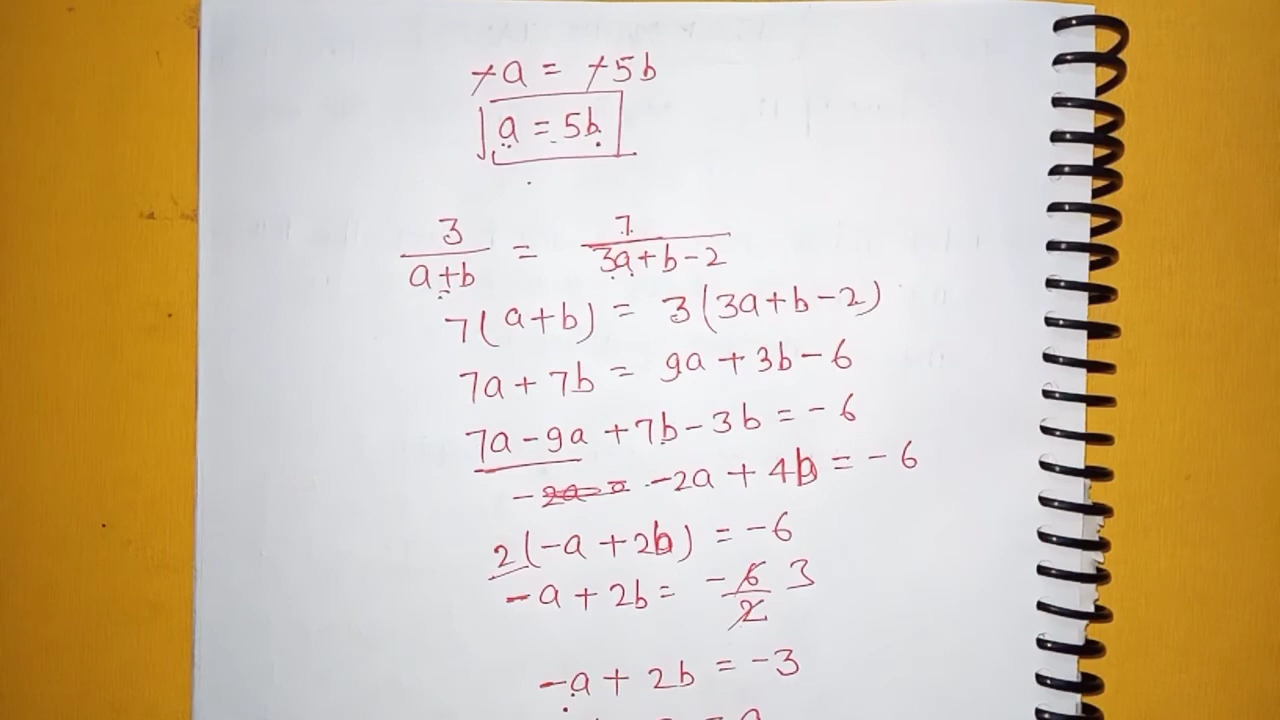 -a = -5b
a = 5b
3/(a+b) = 7/(3a+b-2)
7(a+b) = 3(3a+b-2)
7a+7b = 9a+3b-6
7a-9a+7b-3b = -6
-2a+4b = -6
2(-a+2b) = -6
-a+2b = -6/2 3
-a+2b = -3